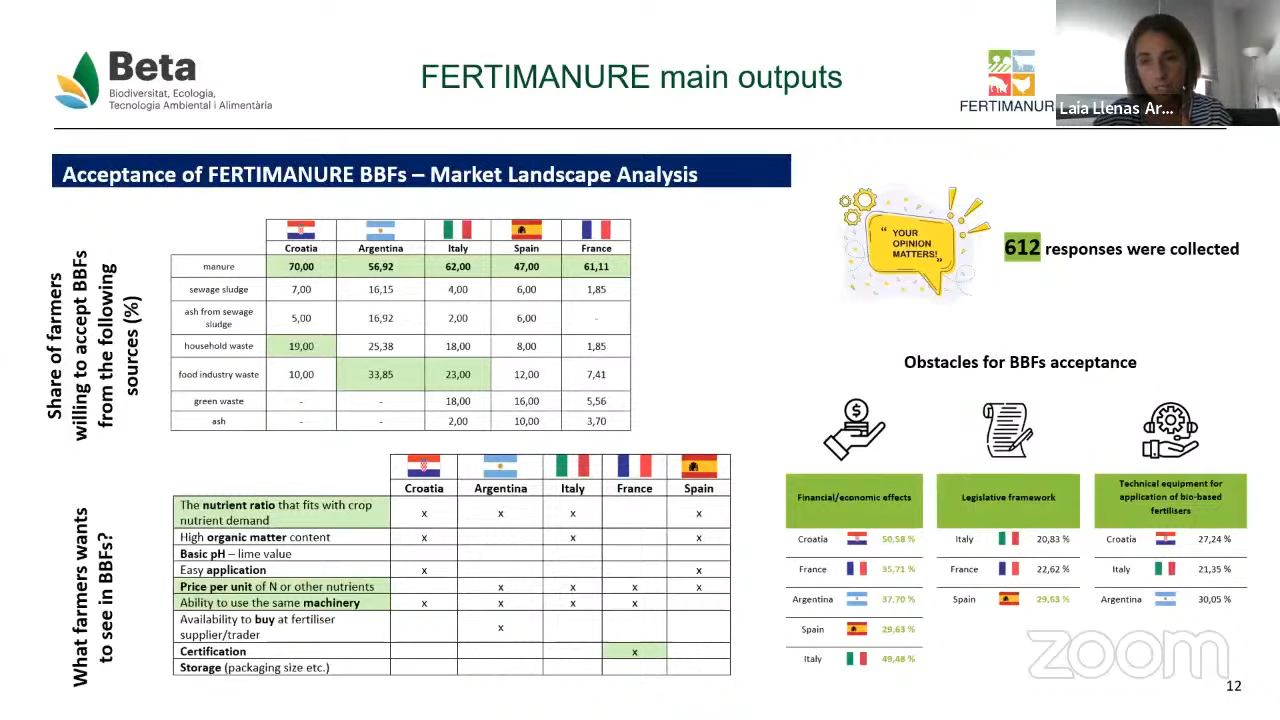 Beta
Biodiversitat, Ecologia,
Tecnologia Ambiental i Alimentària
FERTIMANURE main outputs
FERTIMANUR
Laia Llenas Ar...
Acceptance of FERTIMANURE BBFs – Market Landscape Analysis
Share of farmers
willing to accept BBFs
from the following
sources (%)
Croatia Argentina Italy Spain France
manure 70,00 56,92 62,00 47,00 61,11
sewage sludge 7,00 16,15 4,00 6,00 1,85
ash from sewage
sludge 5,00 16,92 2,00 6,00 -
household waste 19,00 25,38 18,00 8,00 1,85
food industry waste 10,00 33,85 23,00 12,00 7,41
green waste - - 18,00 16,00 5,56
ash - - 2,00 10,00 3,70
What farmers wants
to see in BBFs?
Croatia Argentina Italy France Spain
The nutrient ratio that fits with crop
nutrient demand x x x x
High organic matter content x x x
Basic pH – lime value
Easy application x x
Price per unit of N or other nutrients x x x x
Ability to use the same machinery x x x x
Availability to buy at fertiliser
supplier/trader x
Certification x
Storage (packaging size etc.)
“ YOUR
OPINION
MATTERS! „
612 responses were collected
Obstacles for BBFs acceptance
Financial/economic effects
Croatia 50,58 %
France 35,71 %
Argentina 37.70 %
Spain 29,63 %
Italy 49,48 %
Legislative framework
Italy 20,83 %
France 22,62 %
Spain 29,63 %
Technical equipment for
application of bio-based
fertilisers
Croatia 27,24 %
Italy 21,35 %
Argentina 30,05 %
zoom
12